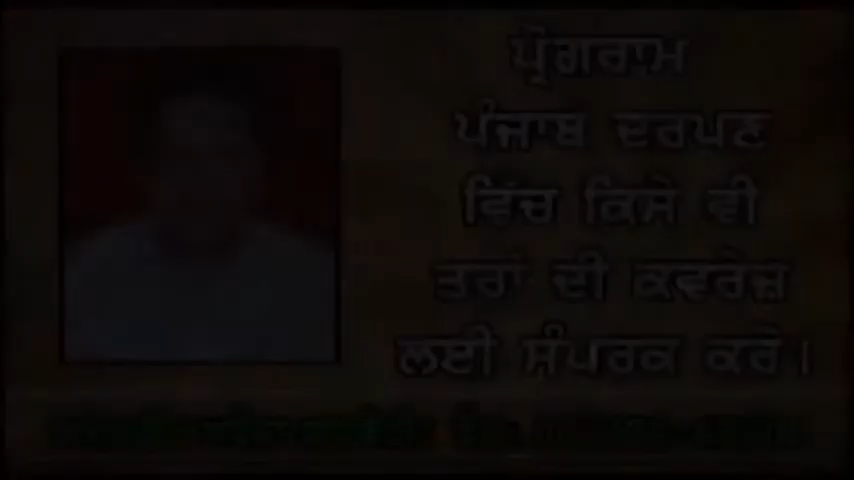 ਪ੍ਰੋਗਰਾਮ
ਪੰਜਾਬ ਦਰਪਣ
ਵਿੱਚ ਕਿਸੇ ਵੀ
ਤਰਾਂ ਦੀ ਕਵਰੇਜ਼
ਲਈ ਸੰਪਰਕ ਕਰੋ।